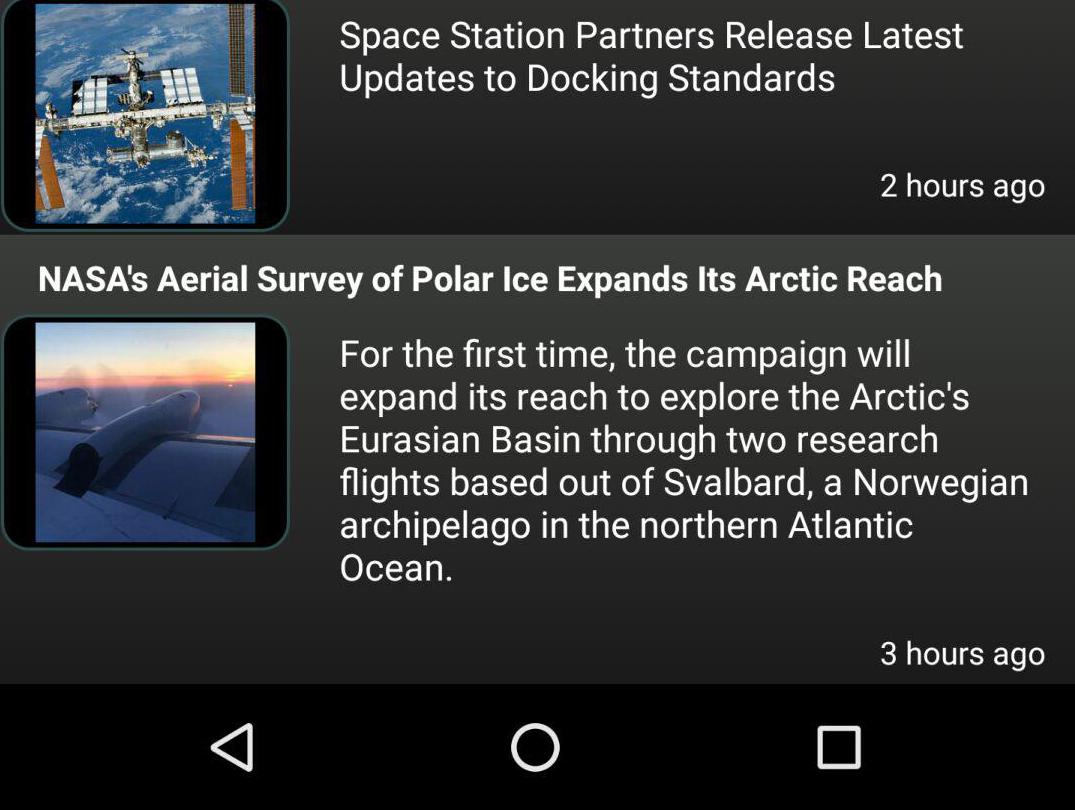 Space Station Partners Release Latest
Updates to Docking Standards
2 hours ago
NASA's Aerial Survey of Polar Ice Expands Its Arctic Reach
For the first time, the campaign will
expand its reach to explore the Arctic's
Eurasian Basin through two research
flights based out of Svalbard, a Norwegian
archipelago in the northern Atlantic
Ocean.
3 hours ago